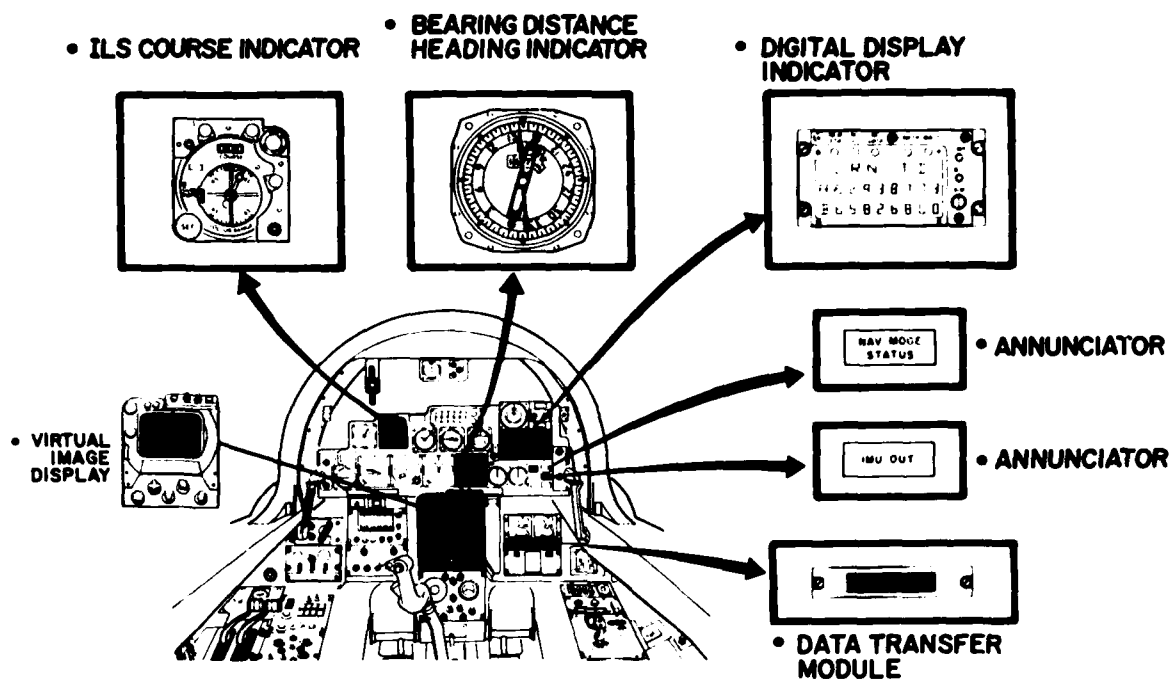 • ILS COURSE INDICATOR
• BEARING DISTANCE
HEADING INDICATOR
• DIGITAL DISPLAY
INDICATOR
SET
NAV MODE
STATUS
• ANNUNCIATOR
• VIRTUAL
IMAGE
DISPLAY
IMU OUT
• ANNUNCIATOR
• DATA TRANSFER
MODULE